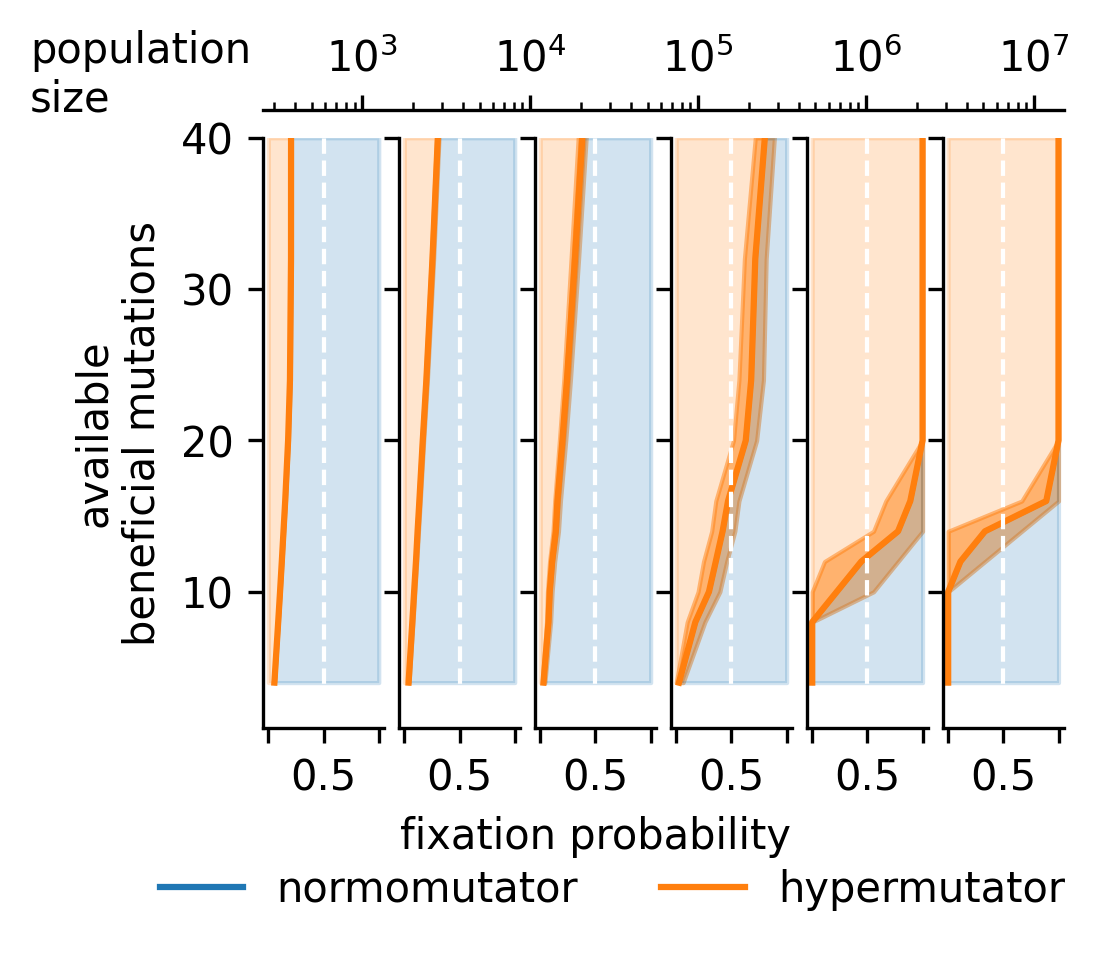 population
size
10³ 10⁴ 10⁵ 10⁶ 10⁷
40
30
20
10
available
beneficial mutations
0.5 0.5 0.5 0.5 0.5 0.5
fixation probability
normomutator hypermutator